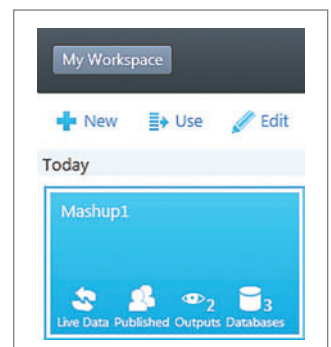 My Workspace
New Use Edit
Today
Mashup1
2 3
Live Data Published Outputs Databases